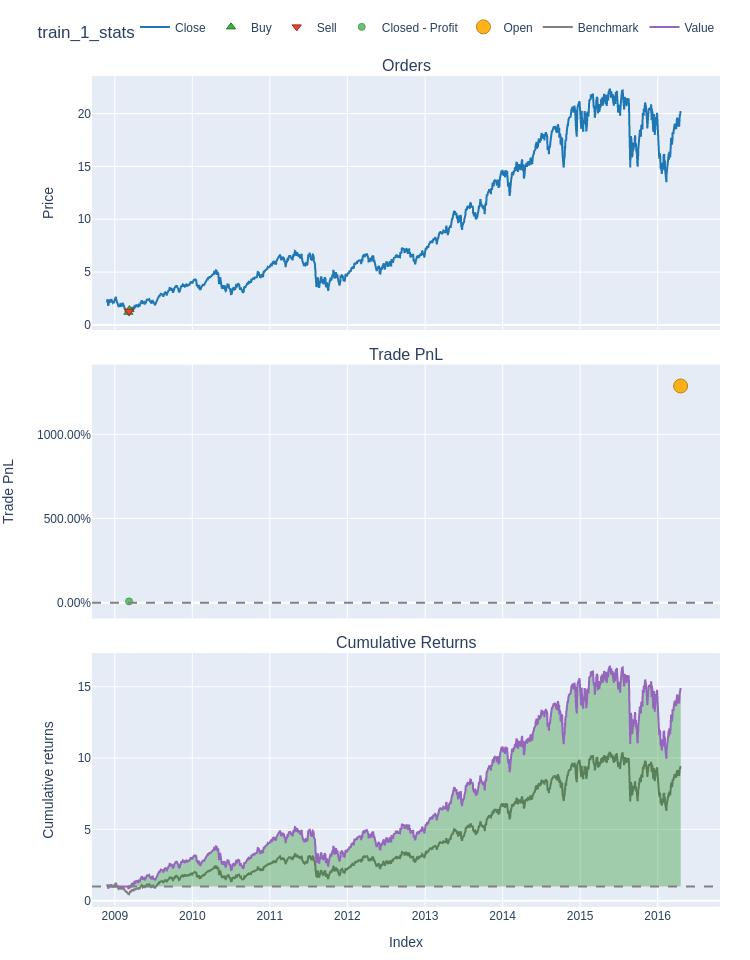 train_1_stats
Close Buy Sell Closed - Profit Open Benchmark Value
Orders
20
15
10
5
0
Price
Trade PnL
1000.00%
500.00%
0.00%
Trade PnL
Cumulative Returns
15
10
5
0
Cumulative returns
2009 2010 2011 2012 2013 2014 2015 2016
Index